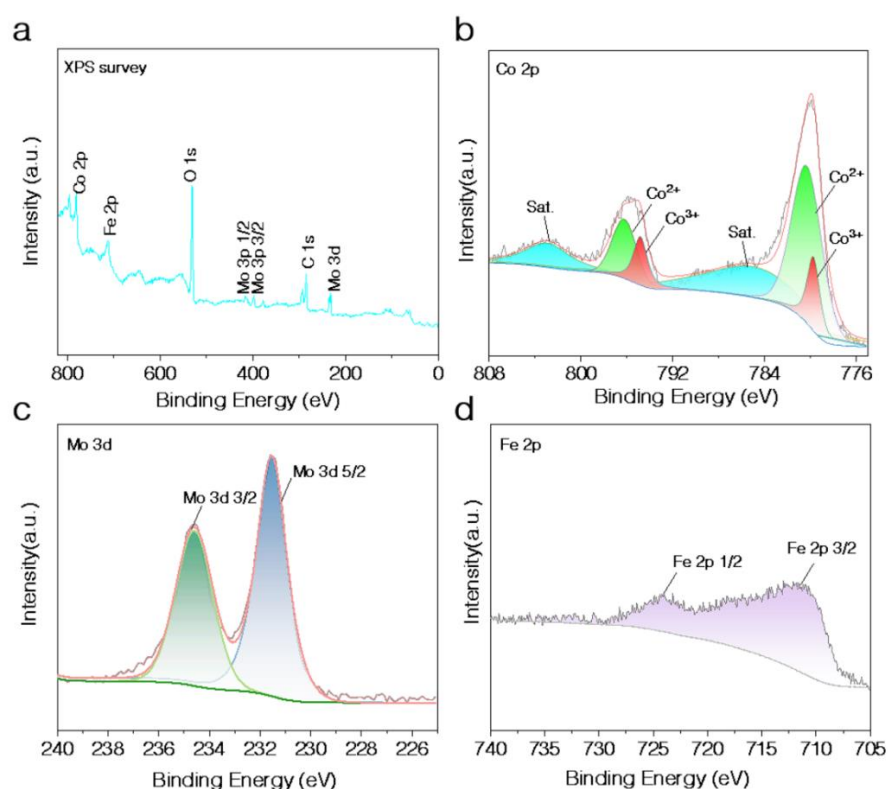 a
XPS survey
Co 2p
Fe 2p
O 1s
Mo 3p 1/2
Mo 3p 3/2
C 1s
Mo 3d
Intensity (a.u.)
800 600 400 200 0
Binding Energy (eV)
b
Co 2p
Sat.
Co2+
Co3+
Sat.
Co2+
Co3+
Intensity (a.u.)
808 800 792 784 776
Binding Energy (eV)
c
Mo 3d
Mo 3d 3/2
Mo 3d 5/2
Intensity(a.u.)
240 238 236 234 232 230 228 226
Binding Energy (eV)
d
Fe 2p
Fe 2p 1/2
Fe 2p 3/2
Intensity(a.u.)
740 735 730 725 720 715 710 705
Binding Energy (eV)